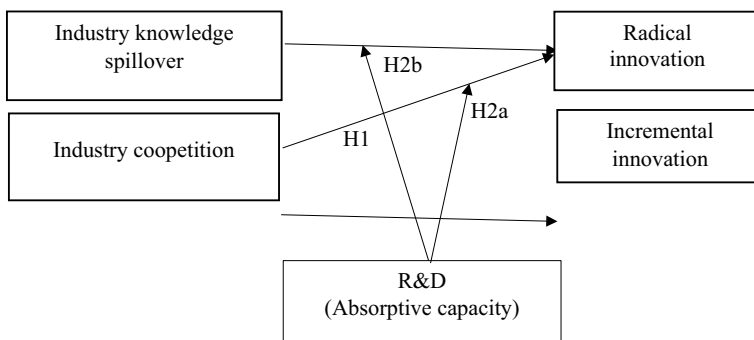 Industry knowledge
spillover
Radical
innovation
H2b
H2a
Industry coopetition
H1
Incremental
innovation
R&D
(Absorptive capacity)